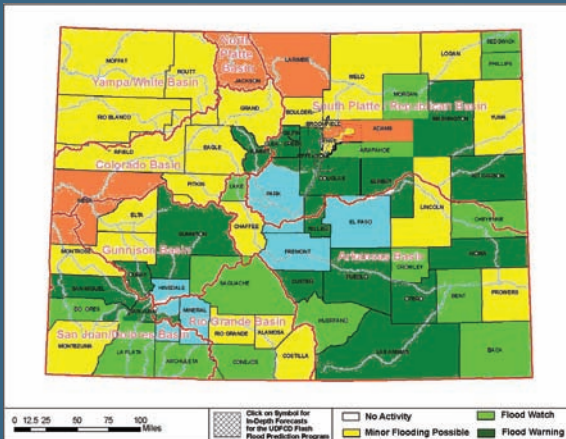 North
Platte
Basin
MOFFAT
ROUTT
JACKSON
LARIMER
LOGAN
SEDGWICK
PHILLIPS
WELD
Yampa/White Basin
GRAND
BOULDER
MORGAN
South Platte / Republican Basin
RIO BLANCO
BROOMFIELD
ADAMS
WASHINGTON
YUMA
ARAPAHOE
EAGLE
SUMMIT
GARFIELD
Colorado Basin
DOUGLAS
ELBERT
PITKIN
LAKE
PARK
KIT CARSON
MESA
DELTA
CHAFFEE
TELLER
EL PASO
LINCOLN
CHEYENNE
GUNNISON
Gunnison Basin
FREMONT
Arkansas Basin
KIOWA
MONTROSE
CROWLEY
OURAY
SAGUACHE
CUSTER
PUEBLO
SAN MIGUEL
HINSDALE
OTERO
BENT
PROWERS
DOLORES
MINERAL
Rio Grande Basin
HUERFANO
San Juan/Dolores Basin
RIO GRANDE
ALAMOSA
MONTEZUMA
LA PLATA
ARCHULETA
CONEJOS
COSTILLA
LAS ANIMAS
BACA
0 12.5 25 50 75 100
Miles
Click on Symbol for
In-Depth Forecasts
for the UDFCD Flash
Flood Prediction Program
No Activity
Minor Flooding Possible
Flood Watch
Flood Warning